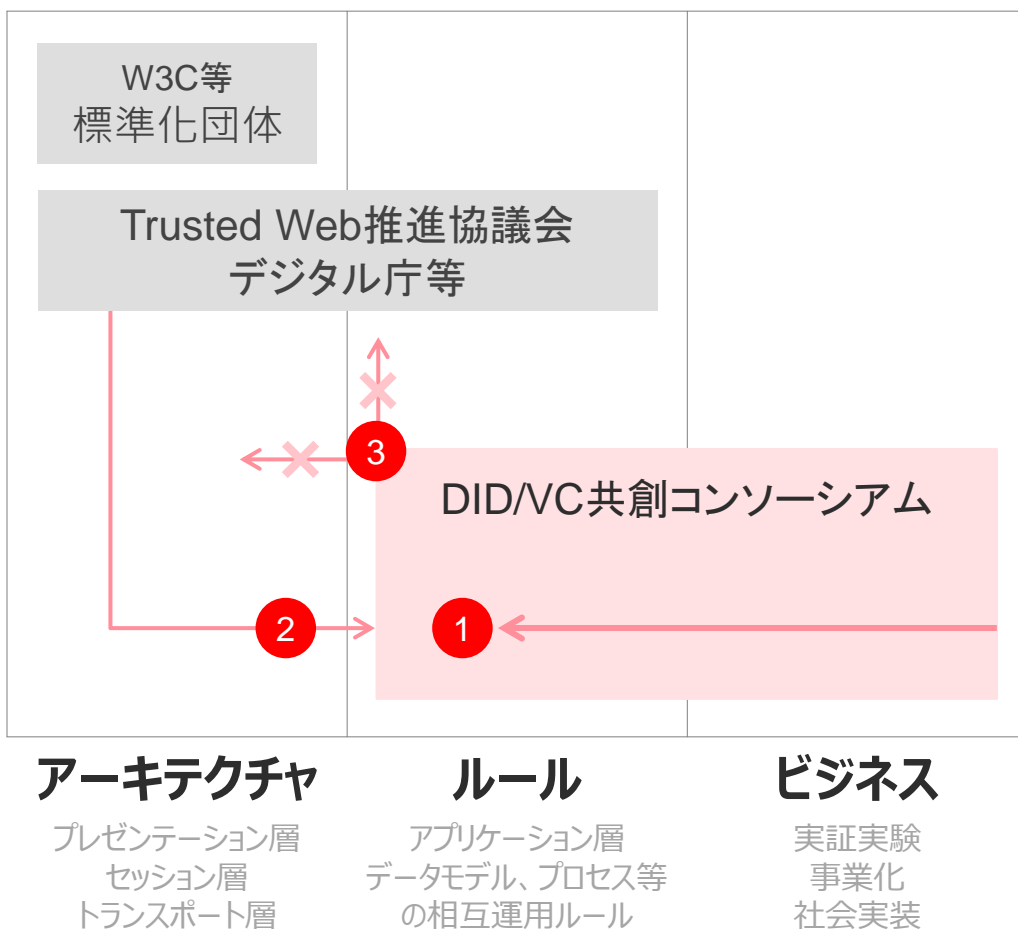 W3C等
標準化団体
Trusted Web推進協議会
デジタル庁等
3
DID/VC共創コンソーシアム
2
1
アーキテクチャ
プレゼンテーション層
セッション層
トランスポート層
ルール
アプリケーション層
データモデル、プロセス等
の相互運用ルール
ビジネス
実証実験
事業化
社会実装